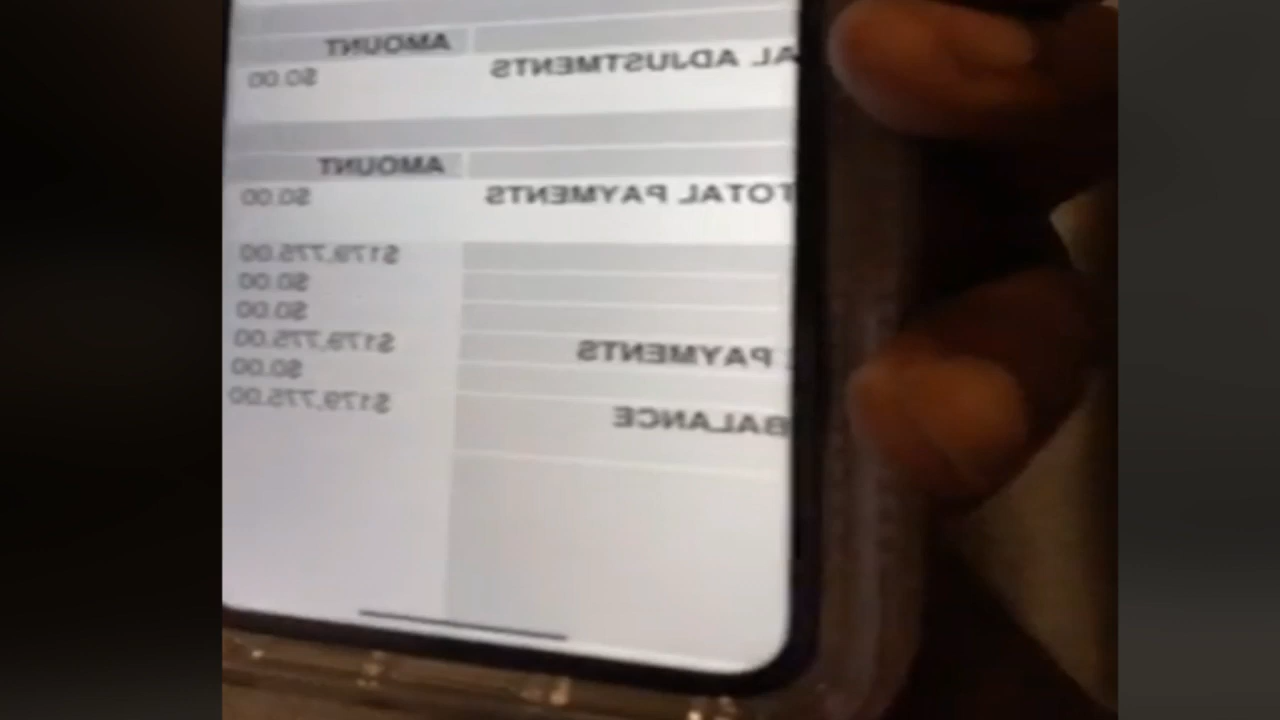 AMOUNT
AL ADJUSTMENTS $0.00
AMOUNT
TOTAL PAYMENTS $0.00
$179,775.00
$0.00
$0.00
PAYMENTS $179,775.00
$0.00
BALANCE $179,775.00